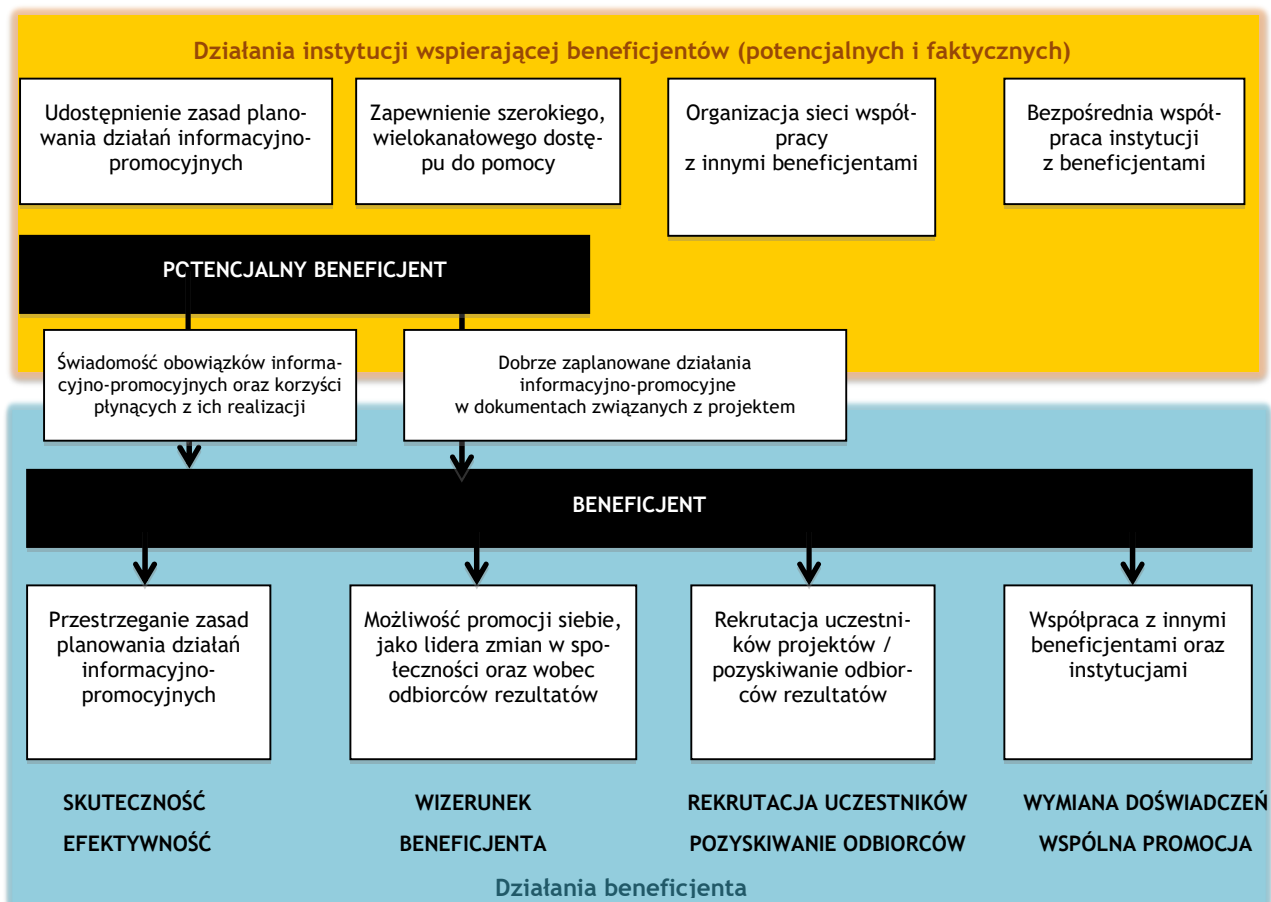 Działania instytucji wspierającej beneficjentów (potencjalnych i faktycznych)
Udostępnienie zasad plano-
wania działań informacyjno-
promocyjnych
Zapewnienie szerokiego,
wielokanałowego dostę-
pu do pomocy
Organizacja sieci współ-
pracy
z innymi beneficjentami
Bezpośrednia współ-
praca instytucji
z beneficjentami
POTENCJALNY BENEFICJENT
Świadomość obowiązków informa-
cyjno-promocyjnych oraz korzyści
płynących z ich realizacji
Dobrze zaplanowane działania
informacyjno-promocyjne
w dokumentach związanych z projektem
BENEFICJENT
Przestrzeganie zasad
planowania działań
informacyjno-
promocyjnych
Możliwość promocji siebie,
jako lidera zmian w spo-
łeczności oraz wobec
odbiorców rezultatów
Rekrutacja uczestni-
ków projektów /
pozyskiwanie odbior-
ców rezultatów
Współpraca z innymi
beneficjentami oraz
instytucjami
SKUTECZNOŚĆ
EFEKTYWNOŚĆ
WIZERUNEK
BENEFICJENTA
REKRUTACJA UCZESTNIKÓW
POZYSKIWANIE ODBIORCÓW
WYMIANA DOŚWIADCZEŃ
WSPÓLNA PROMOCJA
Działania beneficjenta